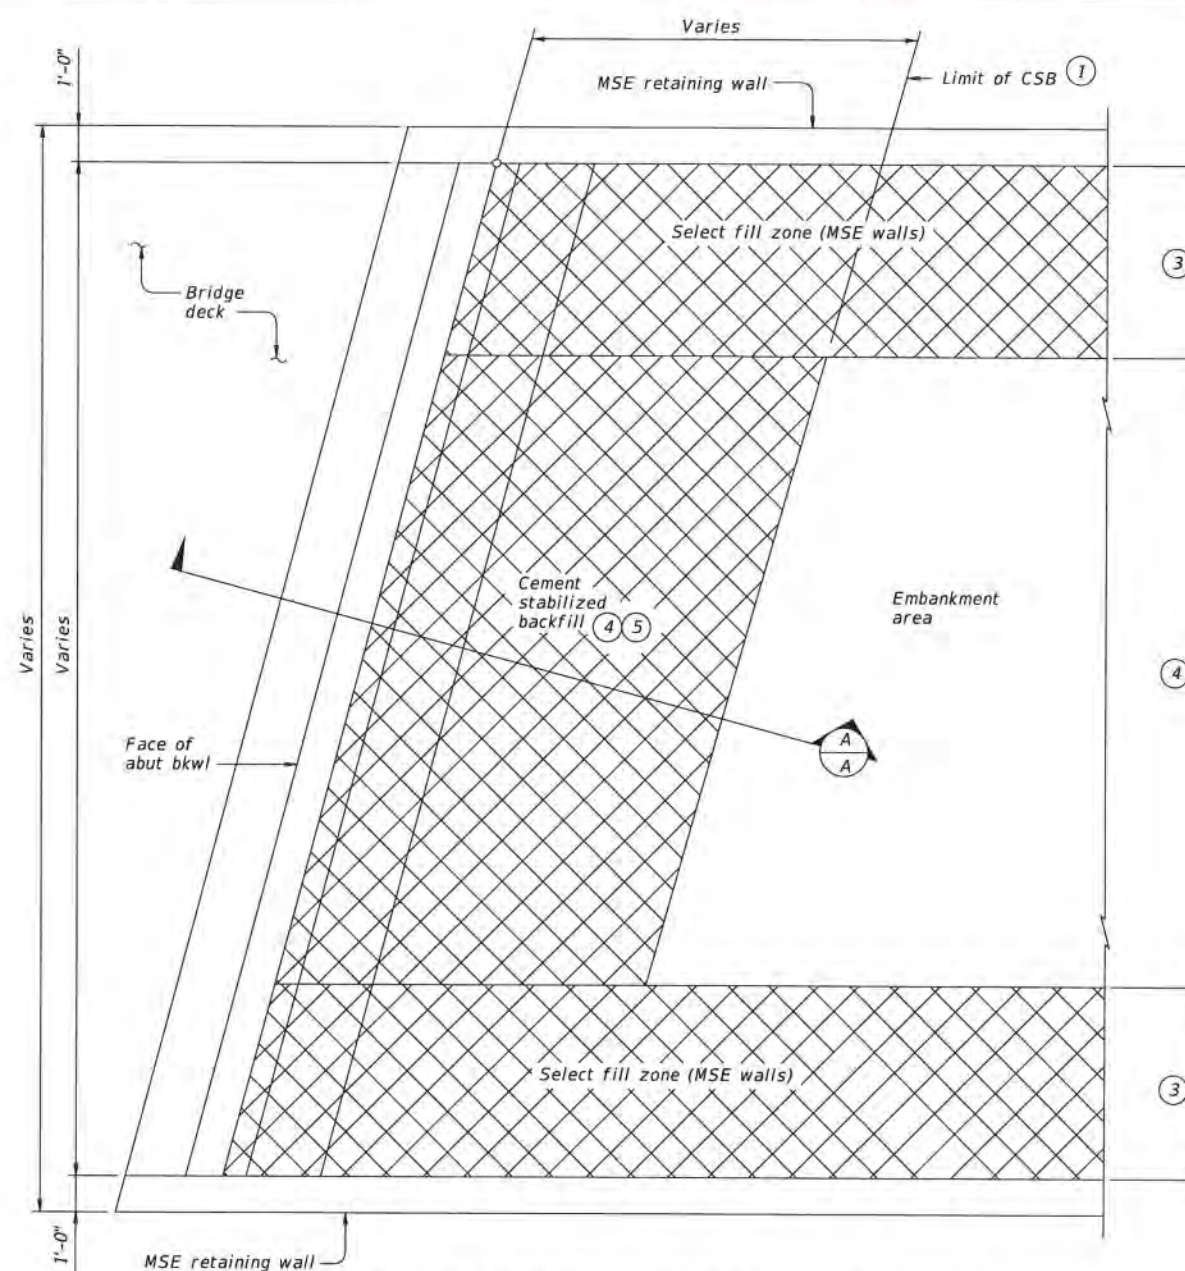 Varies
1'-0"
MSE retaining wall
Limit of CSB 1
Select fill zone (MSE walls)
3
Bridge
deck
Cement
stabilized
backfill 4 5
Embankment
area
Varies
Varies
4
Face of
abut bkwl
A
A
Select fill zone (MSE walls)
3
1'-0"
MSE retaining wall